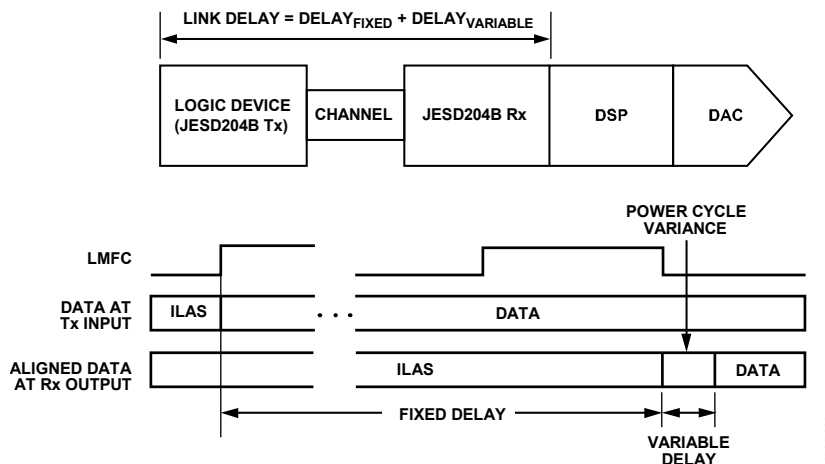 LINK DELAY = DELAYFIXED + DELAYVARIABLE
LOGIC DEVICE
(JESD204B Tx)
CHANNEL
JESD204B Rx
DSP
DAC
POWER CYCLE
VARIANCE
LMFC
DATA AT
Tx INPUT
ILAS
. . .
DATA
ALIGNED DATA
AT Rx OUTPUT
ILAS
DATA
FIXED DELAY
VARIABLE
DELAY